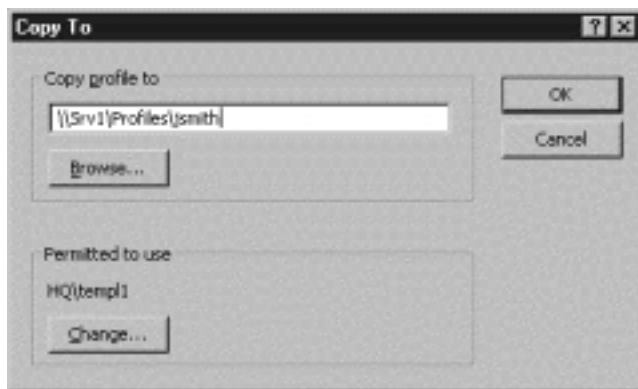 Copy To
Copy profile to
\\Srv1\Profiles\jsmith
OK
Cancel
Browse...
Permitted to use
HQ\templ1
Change...